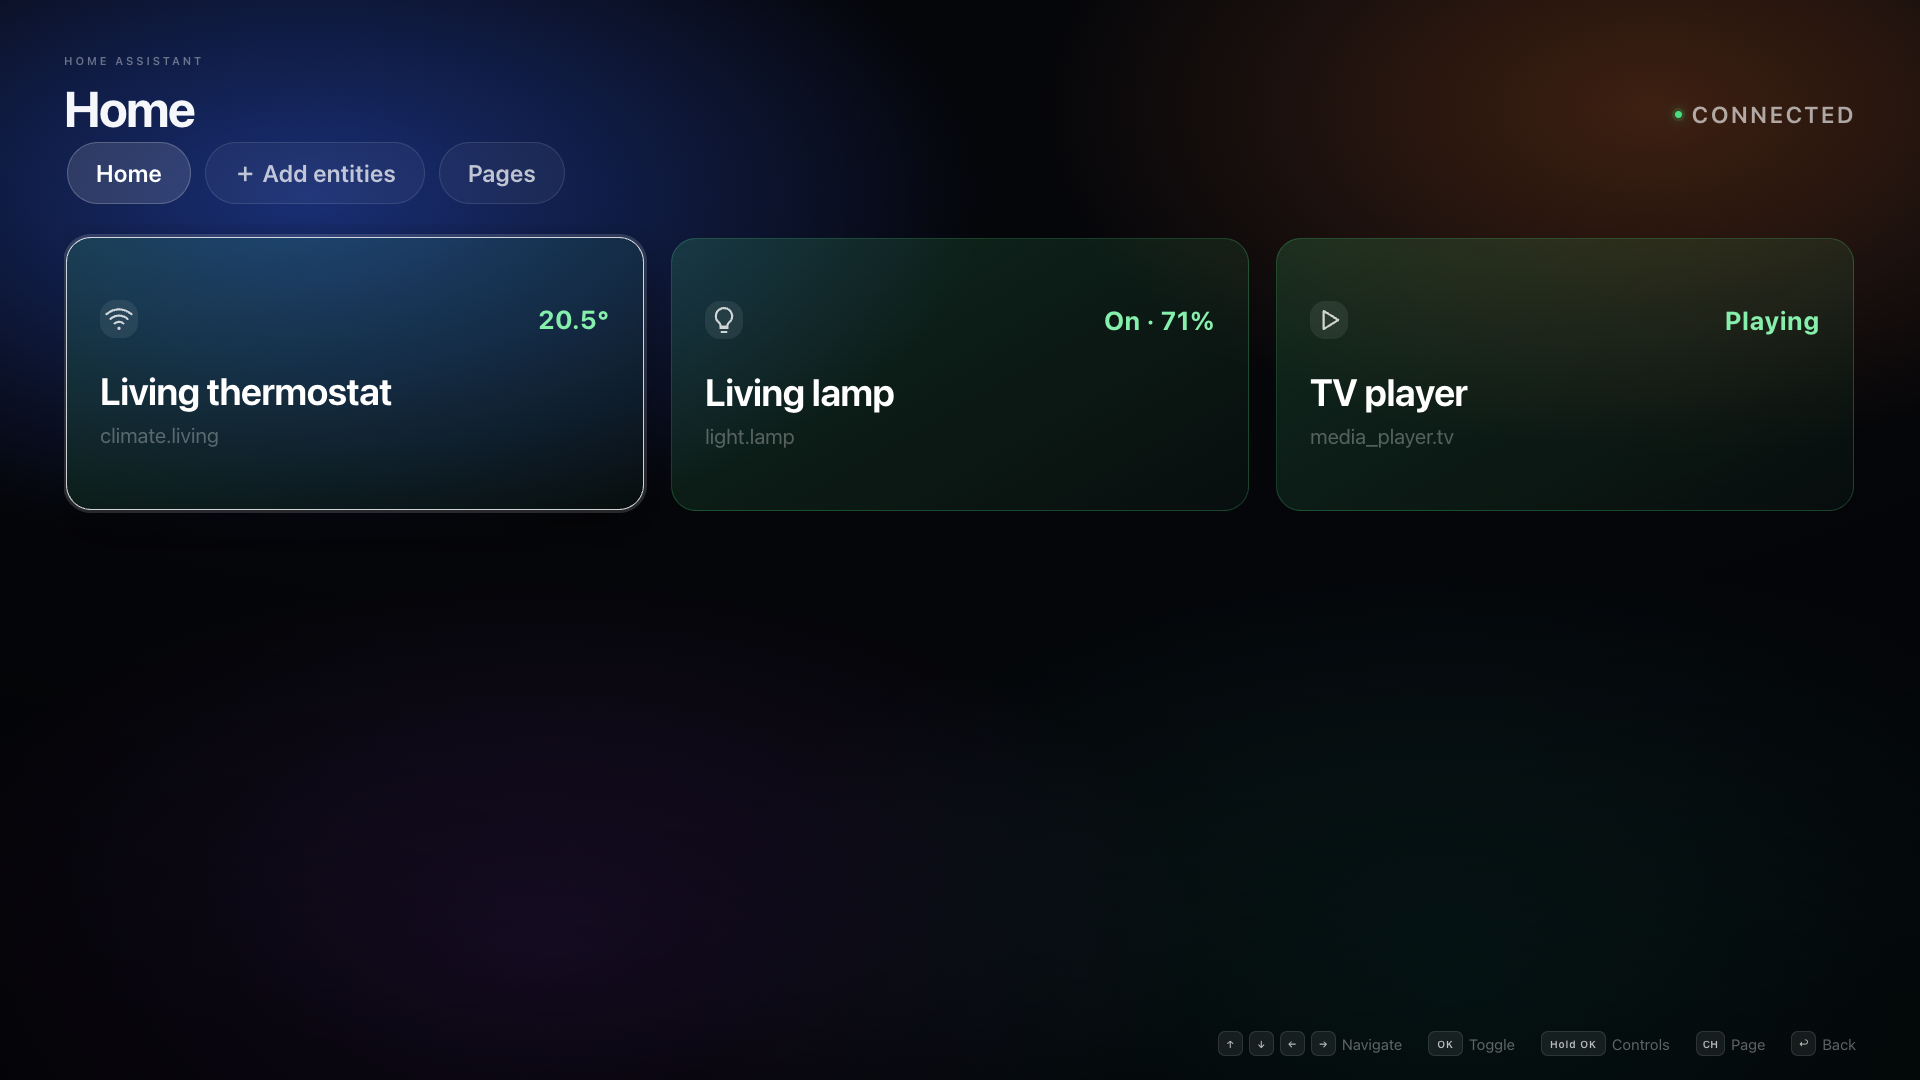 HOME ASSISTANT
Home
CONNECTED
Home
+ Add entities
Pages
20.5°
Living thermostat
climate.living
On · 71%
Living lamp
light.lamp
Playing
TV player
media_player.tv
↑ ↓ ← → Navigate OK Toggle Hold OK Controls CH Page ↩ Back